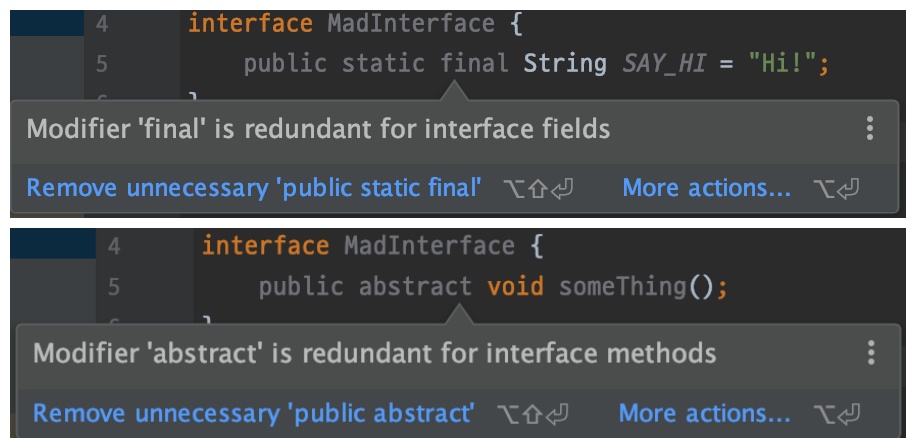 4 interface MadInterface {
5 public static final String SAY_HI = "Hi!";
6 }
Modifier 'final' is redundant for interface fields
Remove unnecessary 'public static final' ⌥⇧⏎ More actions... ⌥⏎
4 interface MadInterface {
5 public abstract void someThing();
6 }
Modifier 'abstract' is redundant for interface methods
Remove unnecessary 'public abstract' ⌥⇧⏎ More actions... ⌥⏎